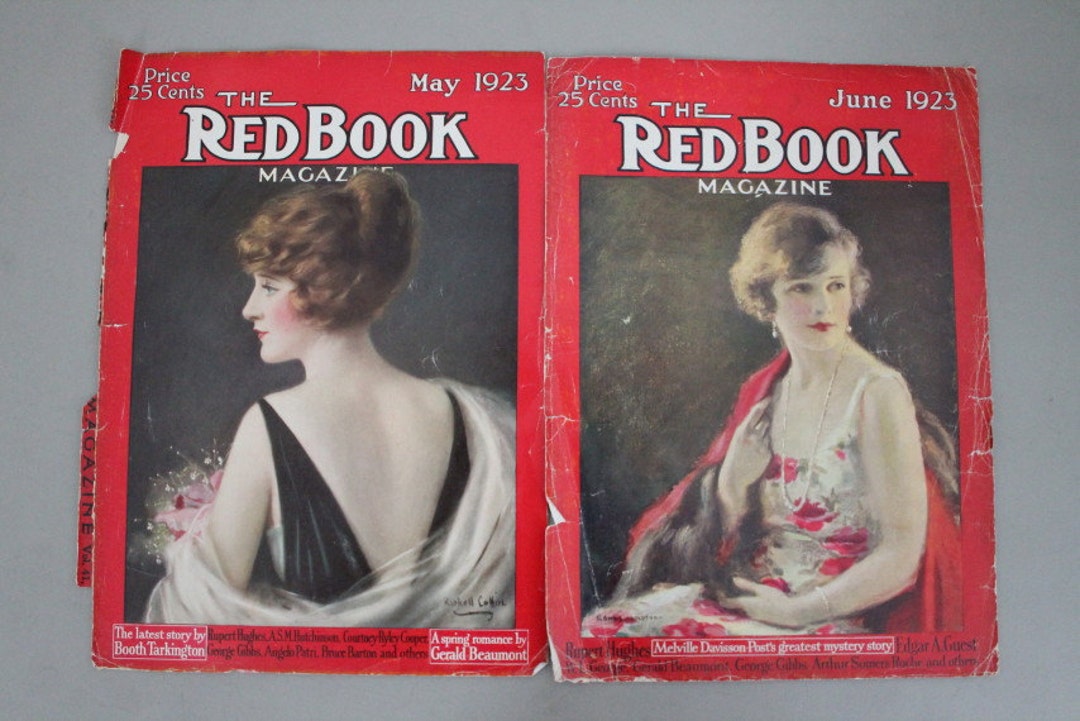 Price
25 Cents
May 1923
THE
RED BOOK
MAGAZINE
The latest story by
Booth Tarkington
Rupert Hughes, A.S.M. Hutchinson, Courtney Ryley Cooper
George Gibbs, Angelo Patri, Bruce Barton and others
A spring romance by
Gerald Beaumont
MAGAZINE Vol.
Price
25 Cents
June 1923
THE
RED BOOK
MAGAZINE
Rupert Hughes
Melville Davisson Post's greatest mystery story
Edgar A. Guest
George, Gerald Beaumont, George Gibbs, Arthur Somers Roche and others